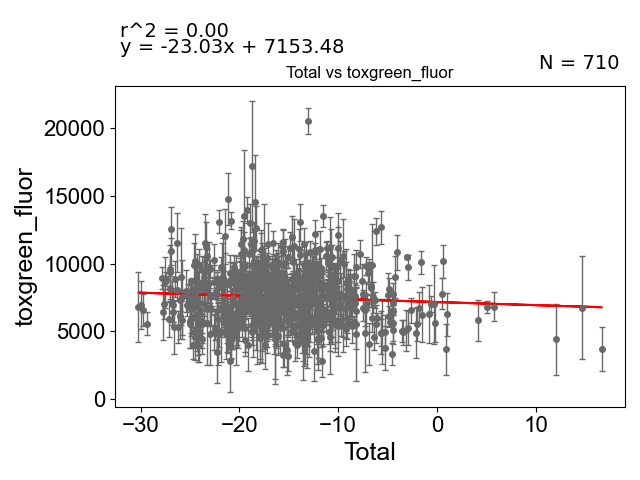 r^2 = 0.00
y = -23.03x + 7153.48
N = 710
Total vs toxgreen_fluor
20000
15000
10000
5000
0
toxgreen_fluor
−30 −20 −10 0 10
Total